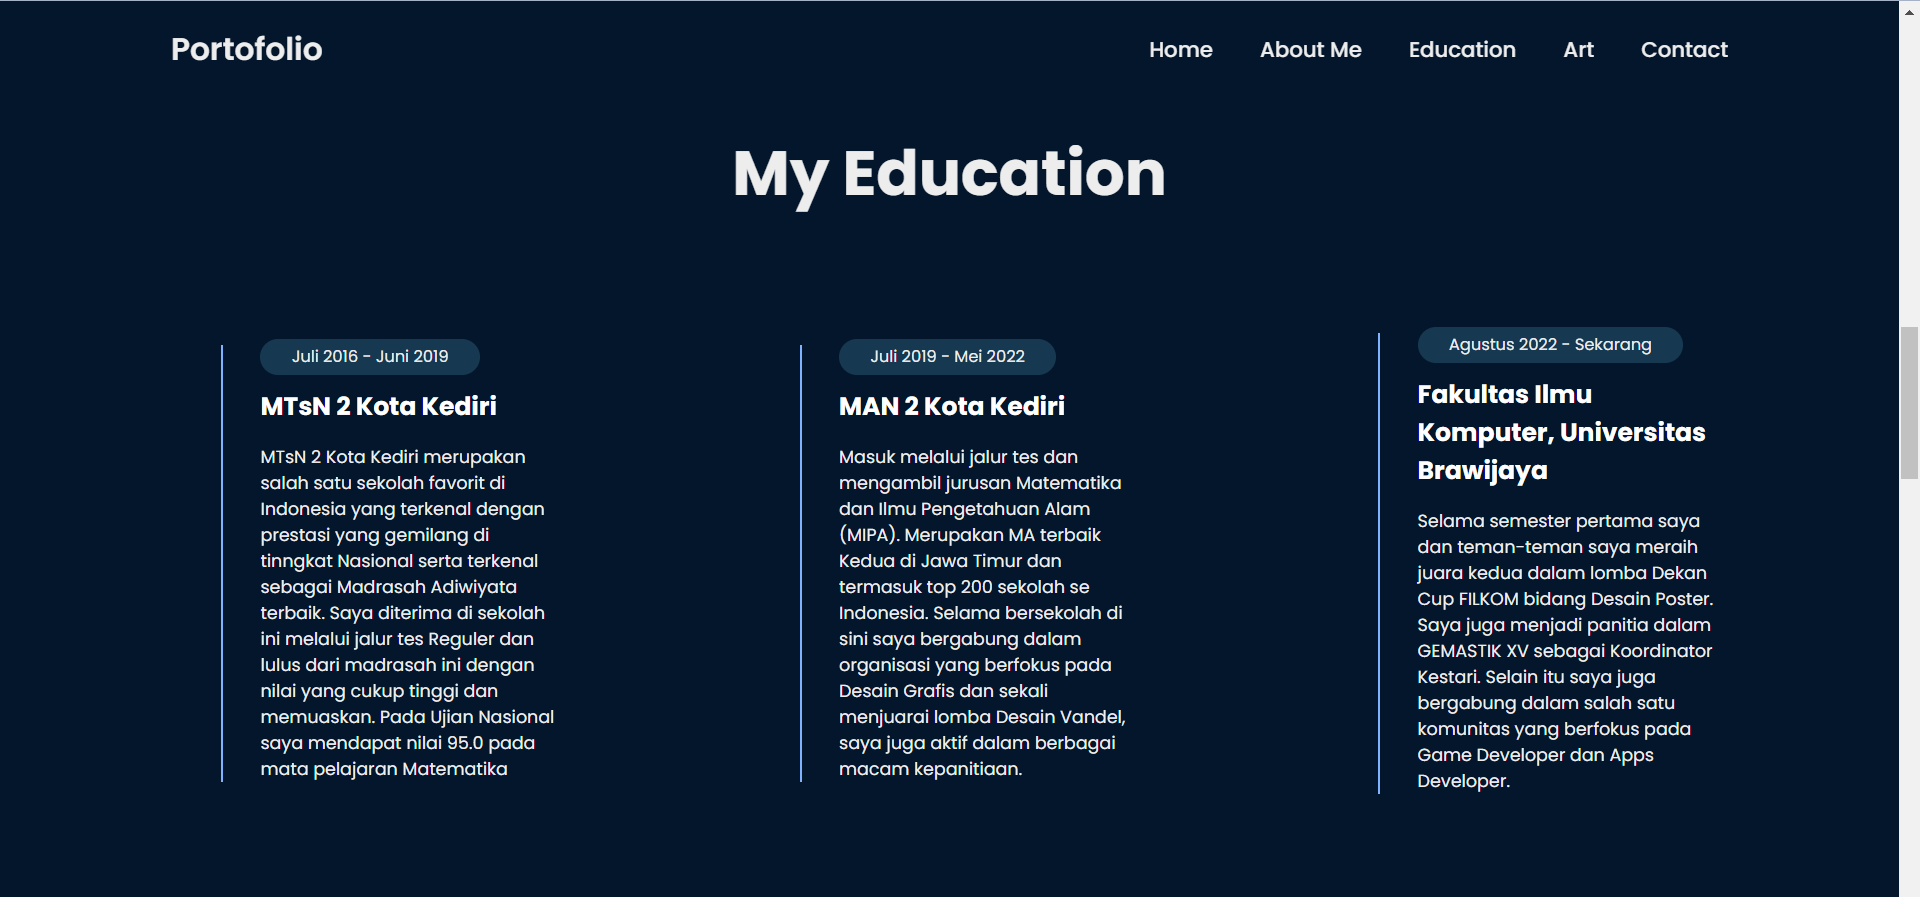 Portofolio
Home
About Me
Education
Art
Contact
My Education
Juli 2016 - Juni 2019
MTsN 2 Kota Kediri
MTsN 2 Kota Kediri merupakan
salah satu sekolah favorit di
Indonesia yang terkenal dengan
prestasi yang gemilang di
tinngkat Nasional serta terkenal
sebagai Madrasah Adiwiyata
terbaik. Saya diterima di sekolah
ini melalui jalur tes Reguler dan
lulus dari madrasah ini dengan
nilai yang cukup tinggi dan
memuaskan. Pada Ujian Nasional
saya mendapat nilai 95.0 pada
mata pelajaran Matematika
Juli 2019 - Mei 2022
MAN 2 Kota Kediri
Masuk melalui jalur tes dan
mengambil jurusan Matematika
dan Ilmu Pengetahuan Alam
(MIPA). Merupakan MA terbaik
Kedua di Jawa Timur dan
termasuk top 200 sekolah se
Indonesia. Selama bersekolah di
sini saya bergabung dalam
organisasi yang berfokus pada
Desain Grafis dan sekali
menjuarai lomba Desain Vandel,
saya juga aktif dalam berbagai
macam kepanitiaan.
Agustus 2022 - Sekarang
Fakultas Ilmu
Komputer, Universitas
Brawijaya
Selama semester pertama saya
dan teman-teman saya meraih
juara kedua dalam lomba Dekan
Cup FILKOM bidang Desain Poster.
Saya juga menjadi panitia dalam
GEMASTIK XV sebagai Koordinator
Kestari. Selain itu saya juga
bergabung dalam salah satu
komunitas yang berfokus pada
Game Developer dan Apps
Developer.